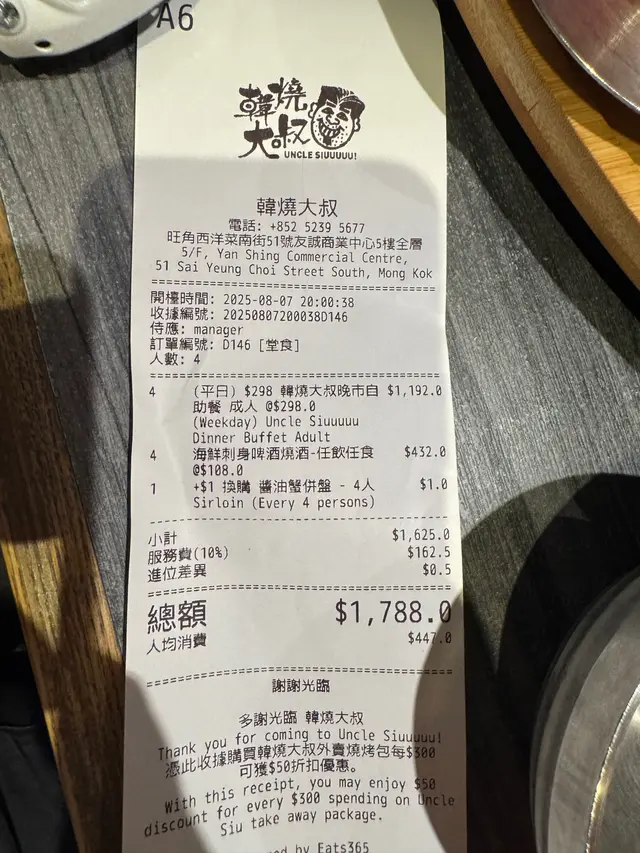 A6
韓燒
大叔
UNCLE SIUUUUU!
韓燒大叔
電話: +852 5239 5677
旺角西洋菜南街51號友誠商業中心5樓全層
5/F, Yan Shing Commercial Centre,
51 Sai Yeung Choi Street South, Mong Kok
開檯時間: 2025-08-07 20:00:38
收據編號: 20250807200038D146
侍應: manager
訂單編號: D146 [堂食]
人數: 4
4 (平日) $298 韓燒大叔晚市自 $1,192.0
助餐 成人 @$298.0
(Weekday) Uncle Siuuuuu
Dinner Buffet Adult
4 海鮮刺身啤酒燒酒-任飲任食 $432.0
@$108.0
1 +$1 換購 醬油蟹併盤 - 4人 $1.0
Sirloin (Every 4 persons)
小計 $1,625.0
服務費(10%) $162.5
進位差異 $0.5
總額 $1,788.0
人均消費 $447.0
謝謝光臨
多謝光臨 韓燒大叔
Thank you for coming to Uncle Siuuuuu!
憑此收據購買韓燒大叔外賣燒烤包每$300
可獲$50折扣優惠。
With this receipt, you may enjoy $50
discount for every $300 spending on Uncle
Siu take away package.
by Eats365